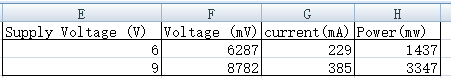 E F G H
Supply Voltage (V) Voltage (mV) current(mA) Power(mw)
6 6287 229 1437
9 8782 385 3347